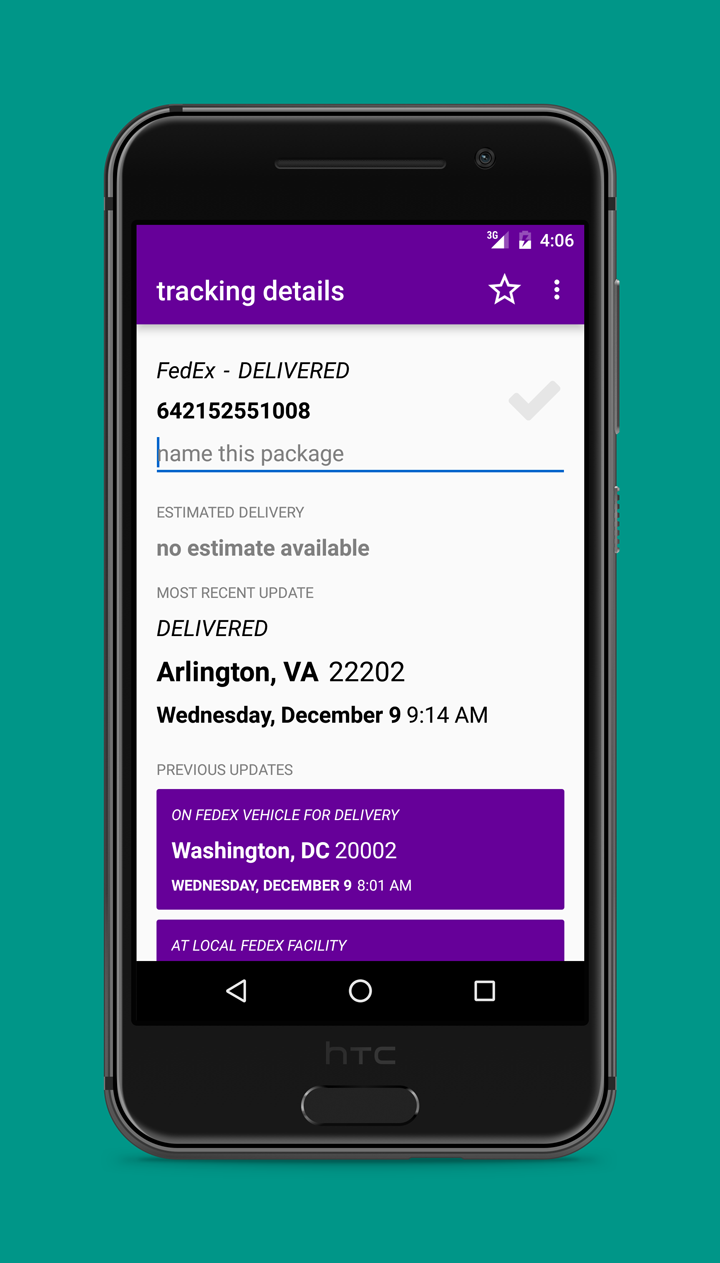 3G 4:06
tracking details
FedEx - DELIVERED
642152551008
name this package
ESTIMATED DELIVERY
no estimate available
MOST RECENT UPDATE
DELIVERED
Arlington, VA 22202
Wednesday, December 9 9:14 AM
PREVIOUS UPDATES
ON FEDEX VEHICLE FOR DELIVERY
Washington, DC 20002
WEDNESDAY, DECEMBER 9 8:01 AM
AT LOCAL FEDEX FACILITY
hTC